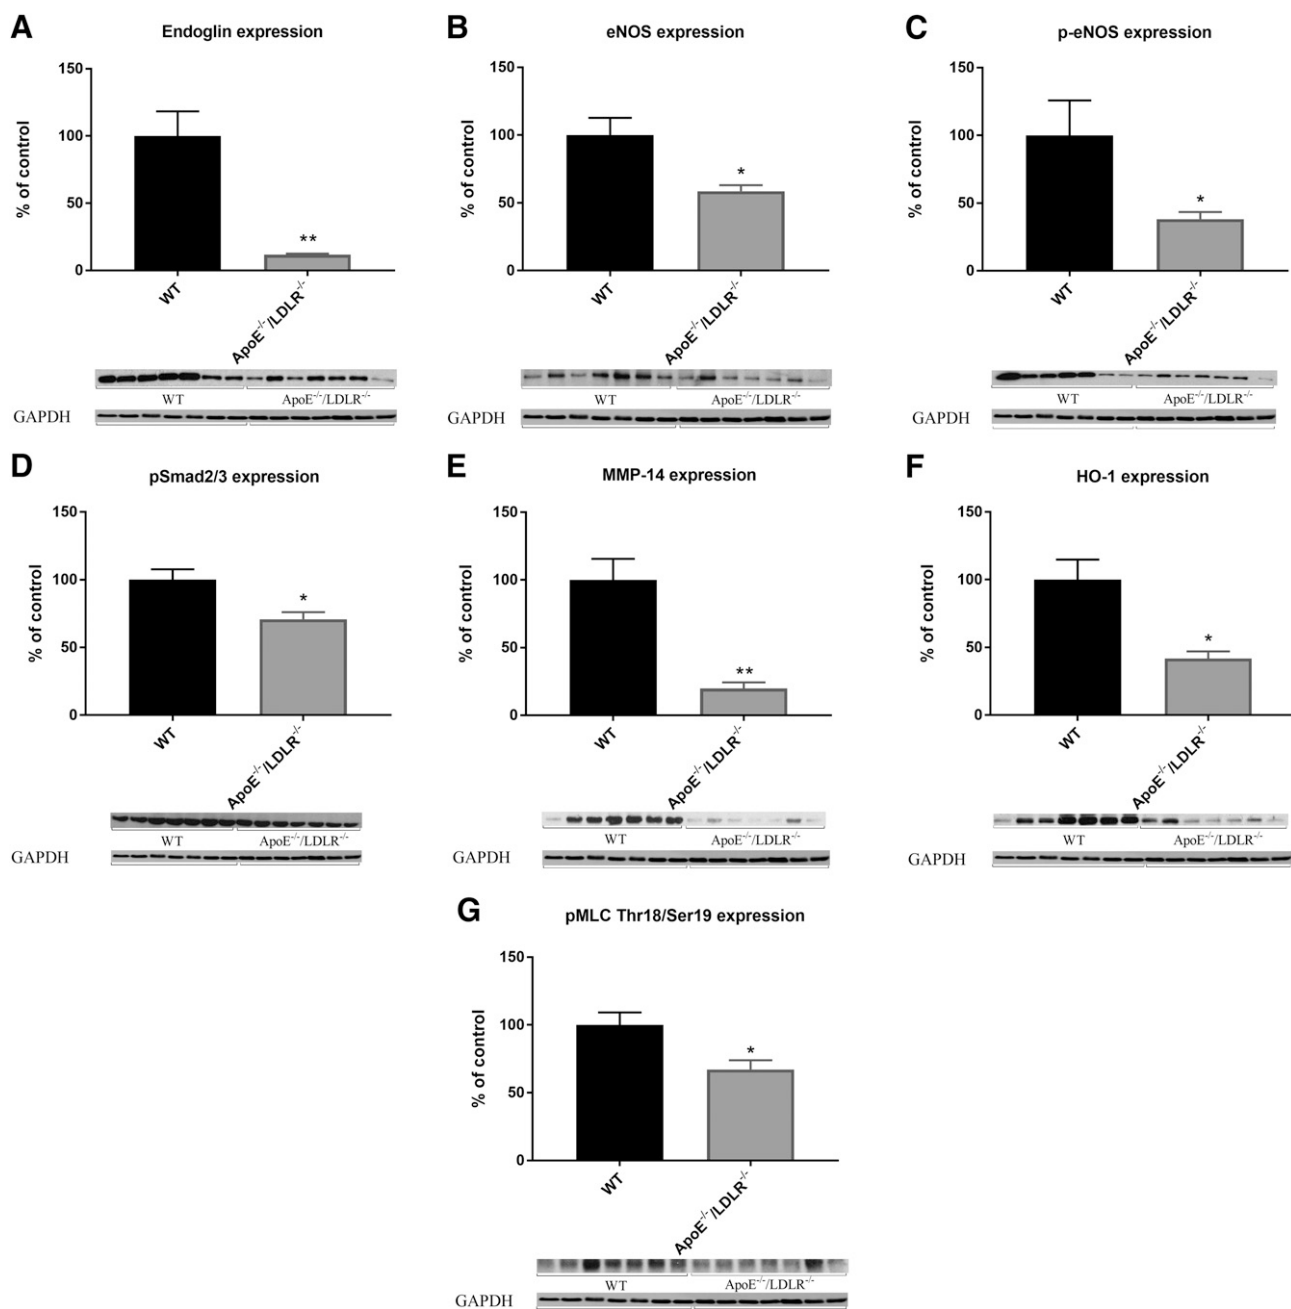 A
Endoglin expression
% of control
150
100
50
0
**
WT
ApoE⁻/⁻/LDLR⁻/⁻
WT
ApoE⁻/⁻/LDLR⁻/⁻
GAPDH
B
eNOS expression
% of control
150
100
50
0
*
WT
ApoE⁻/⁻/LDLR⁻/⁻
WT
ApoE⁻/⁻/LDLR⁻/⁻
GAPDH
C
p-eNOS expression
% of control
150
100
50
0
*
WT
ApoE⁻/⁻/LDLR⁻/⁻
WT
ApoE⁻/⁻/LDLR⁻/⁻
GAPDH
D
pSmad2/3 expression
% of control
150
100
50
0
*
WT
ApoE⁻/⁻/LDLR⁻/⁻
WT
ApoE⁻/⁻/LDLR⁻/⁻
GAPDH
E
MMP-14 expression
% of control
150
100
50
0
**
WT
ApoE⁻/⁻/LDLR⁻/⁻
WT
ApoE⁻/⁻/LDLR⁻/⁻
GAPDH
F
HO-1 expression
% of control
150
100
50
0
*
WT
ApoE⁻/⁻/LDLR⁻/⁻
WT
ApoE⁻/⁻/LDLR⁻/⁻
GAPDH
G
pMLC Thr18/Ser19 expression
% of control
150
100
50
0
*
WT
ApoE⁻/⁻/LDLR⁻/⁻
WT
ApoE⁻/⁻/LDLR⁻/⁻
GAPDH